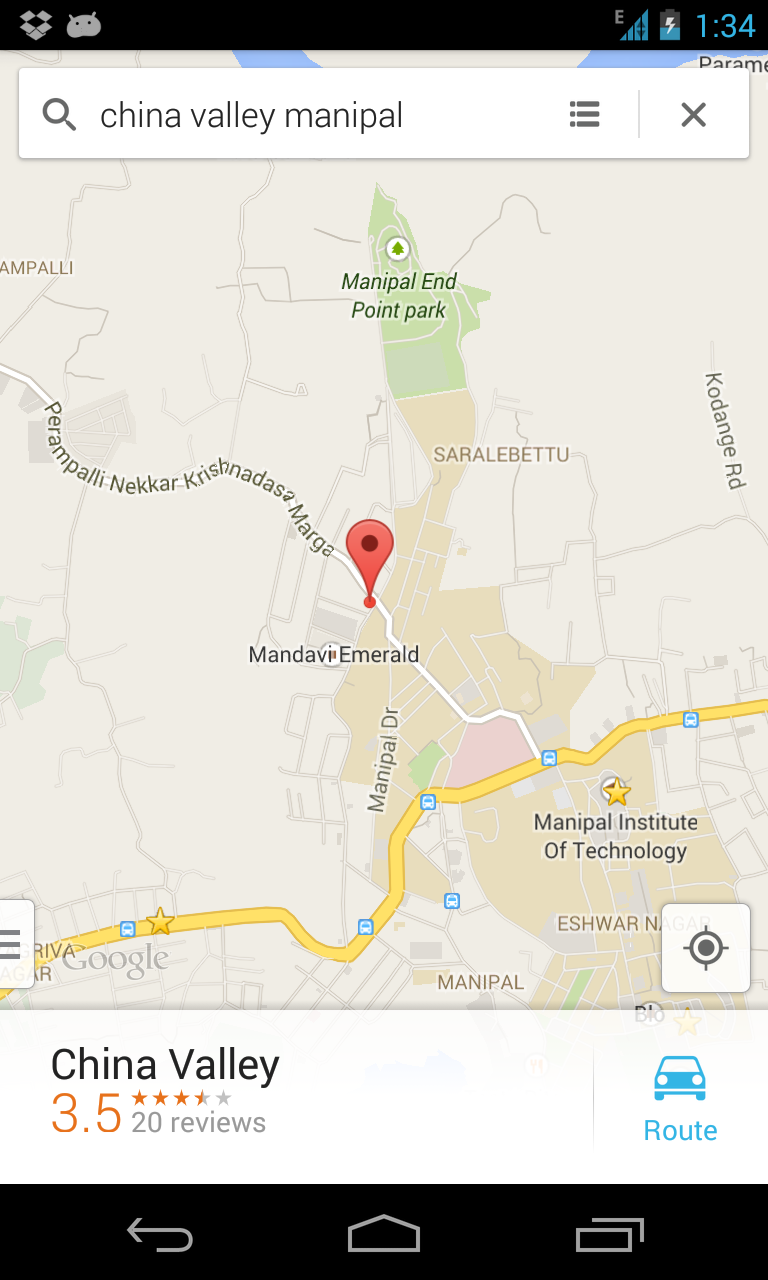 E
1:34
Parame
china valley manipal
AMPALLI
Manipal End
Point park
Kodange Rd
SARALEBETTU
Perampalli Nekkar Krishnadasa Marga
Mandavi Emerald
Manipal Dr
Manipal Institute
Of Technology
ESHWAR NAGAR
AGRIVA
NAGAR
Google
MANIPAL
Blo
China Valley
3.5
20 reviews
Route